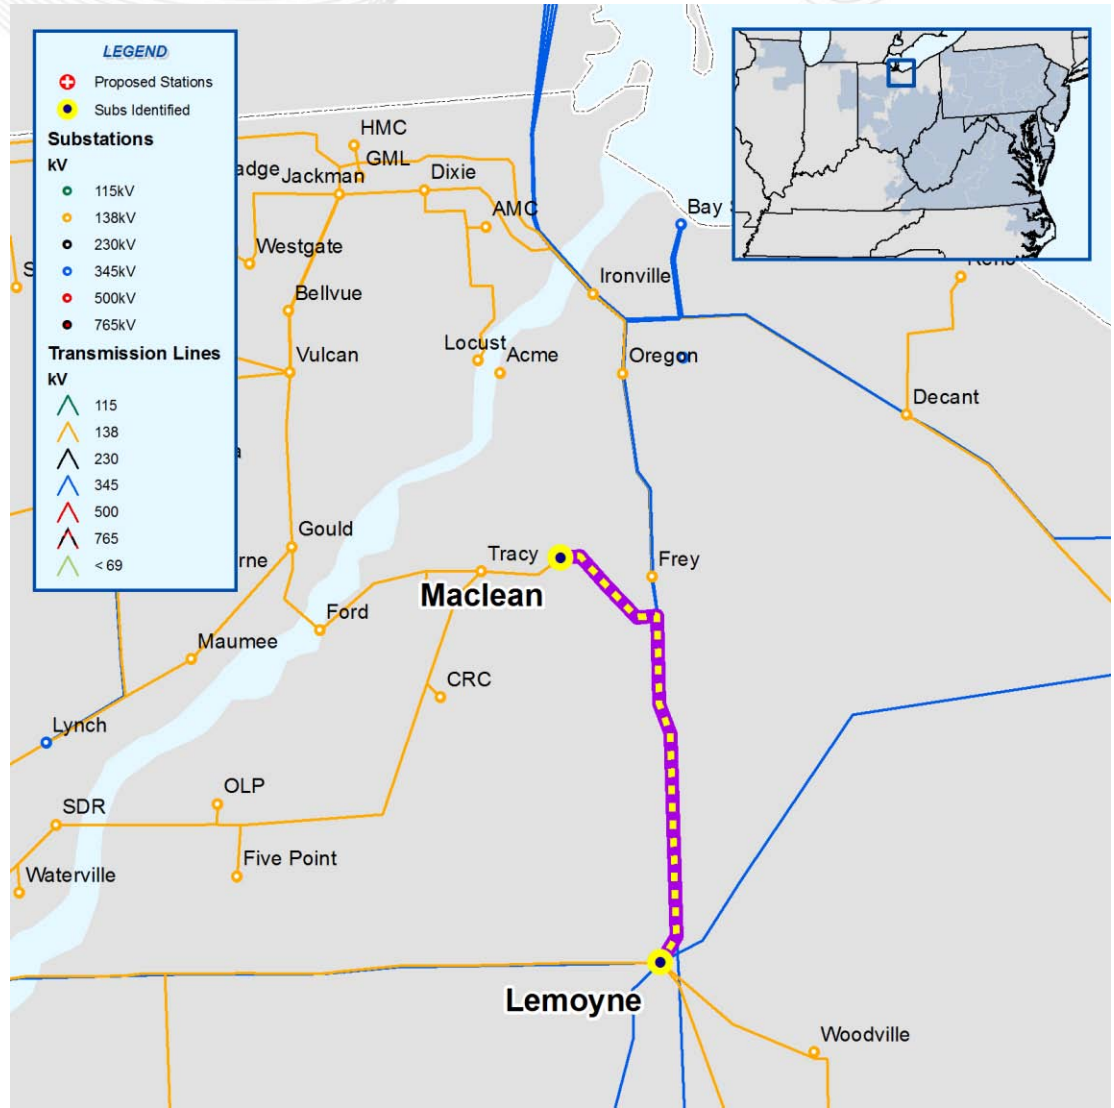 LEGEND
Proposed Stations
Subs Identified
Substations
kV
115kV
138kV
230kV
345kV
500kV
765kV
Transmission Lines
kV
115
138
230
345
500
765
< 69
HMC
GML
adge
Jackman
Dixie
AMC
Bay
Westgate
Ironville
Bellvue
Locust
Acme
Oregon
Vulcan
Decant
Gould
rne
Tracy
Frey
Maclean
Ford
Maumee
CRC
Lynch
OLP
SDR
Five Point
Waterville
Lemoyne
Woodville